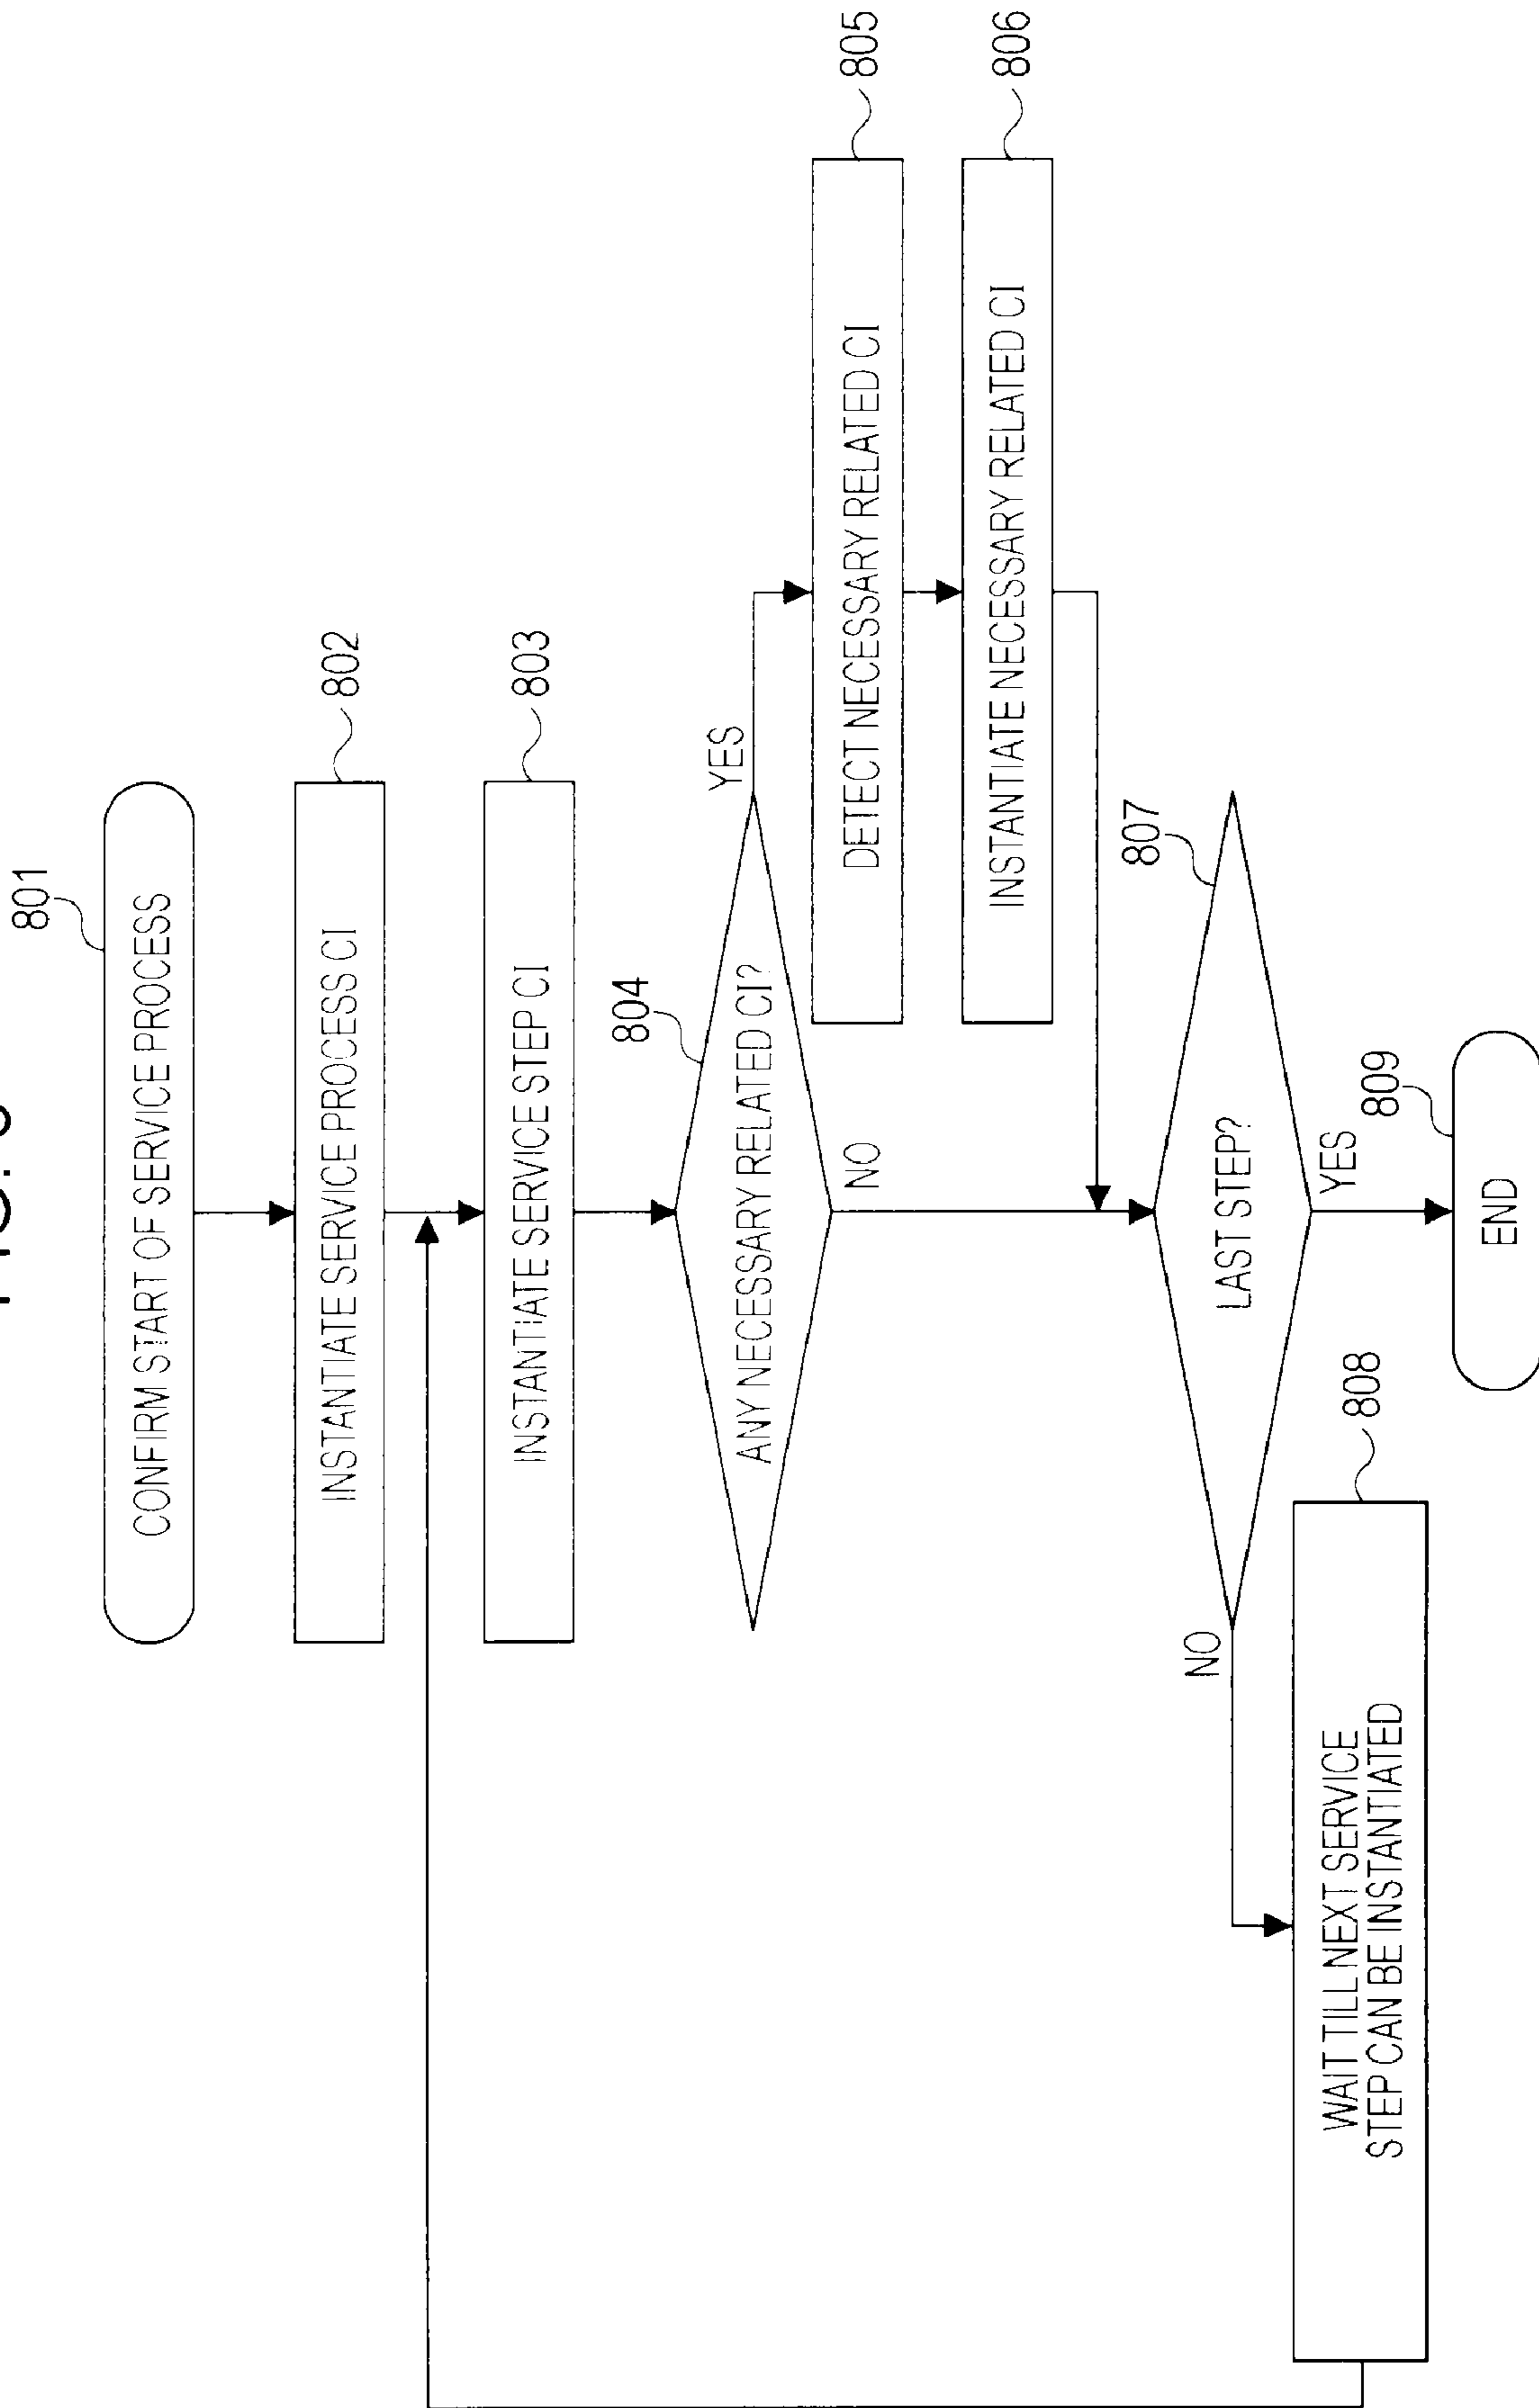 801
CONFIRM START OF SERVICE PROCESS
802
INSTANTIATE SERVICE PROCESS CI
803
INSTANTIATE SERVICE STEP CI
804
ANY NECESSARY RELATED CI?
YES
NO
805
DETECT NECESSARY RELATED CI
806
INSTANTIATE NECESSARY RELATED CI
807
LAST STEP?
NO
YES
808
WAIT TILL NEXT SERVICE
STEP CAN BE INSTANTIATED
809
END